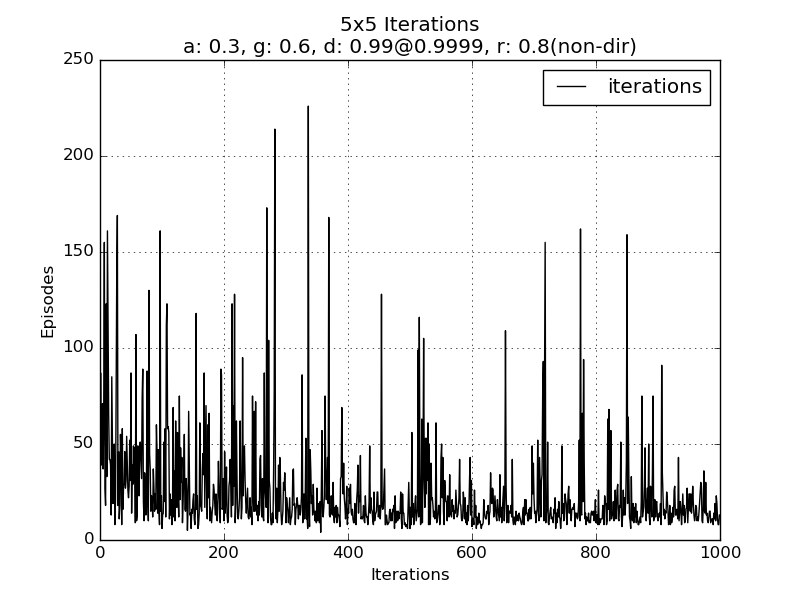 5x5 Iterations
a: 0.3, g: 0.6, d: 0.99@0.9999, r: 0.8(non-dir)
iterations
250
200
150
100
50
0
Episodes
0 200 400 600 800 1000
Iterations